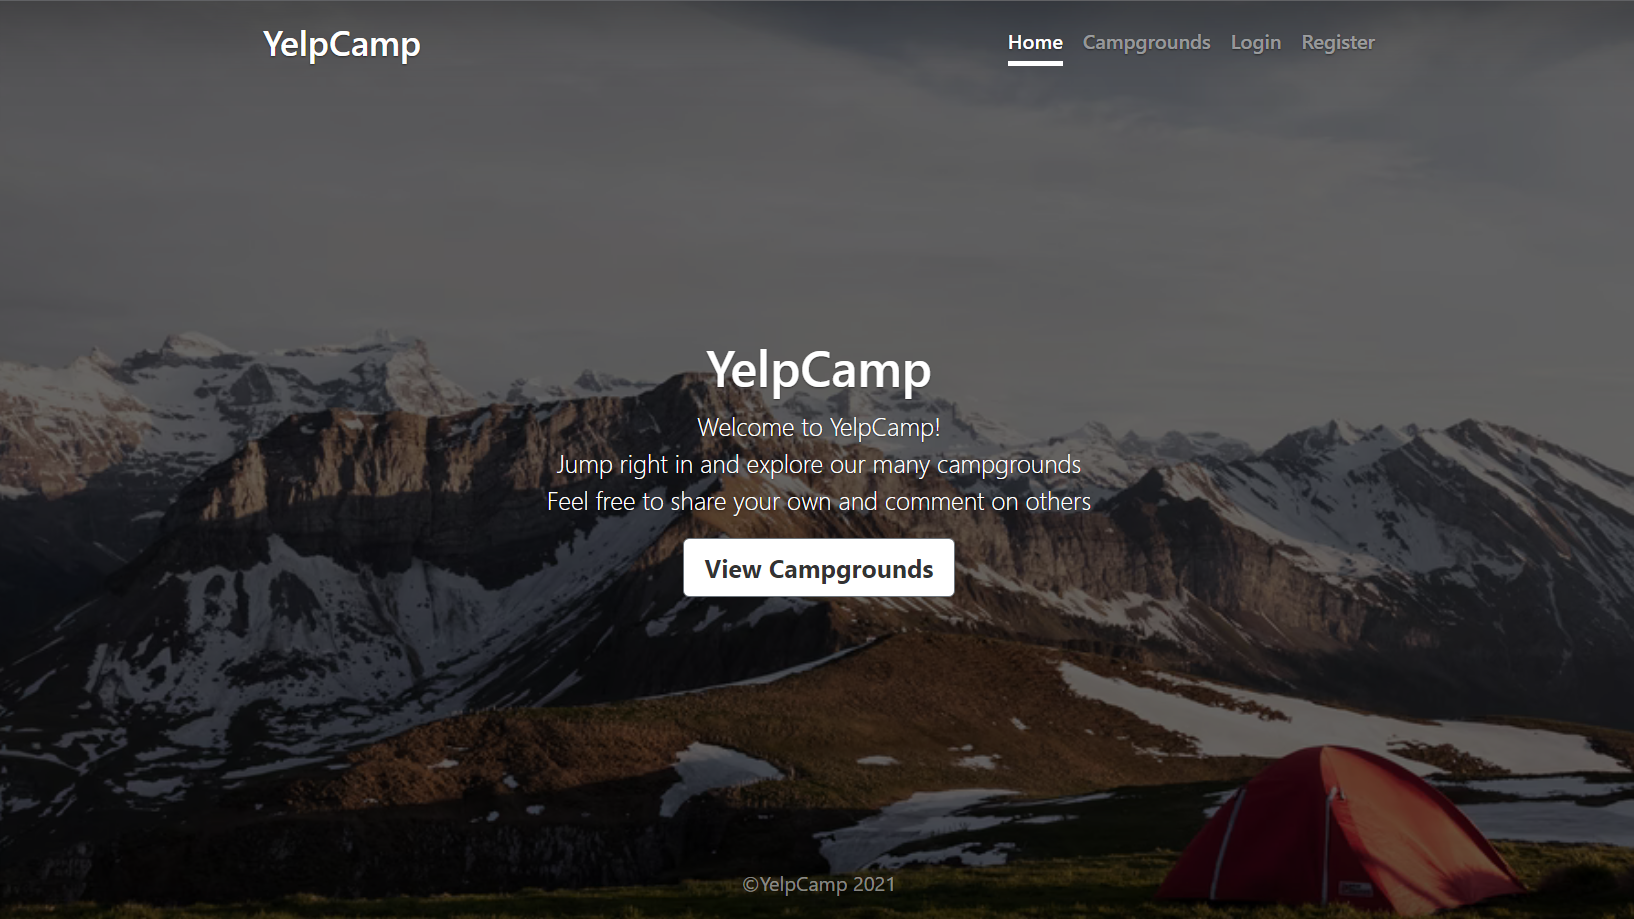 YelpCamp
Home Campgrounds Login Register
YelpCamp
Welcome to YelpCamp!
Jump right in and explore our many campgrounds
Feel free to share your own and comment on others
View Campgrounds
©YelpCamp 2021